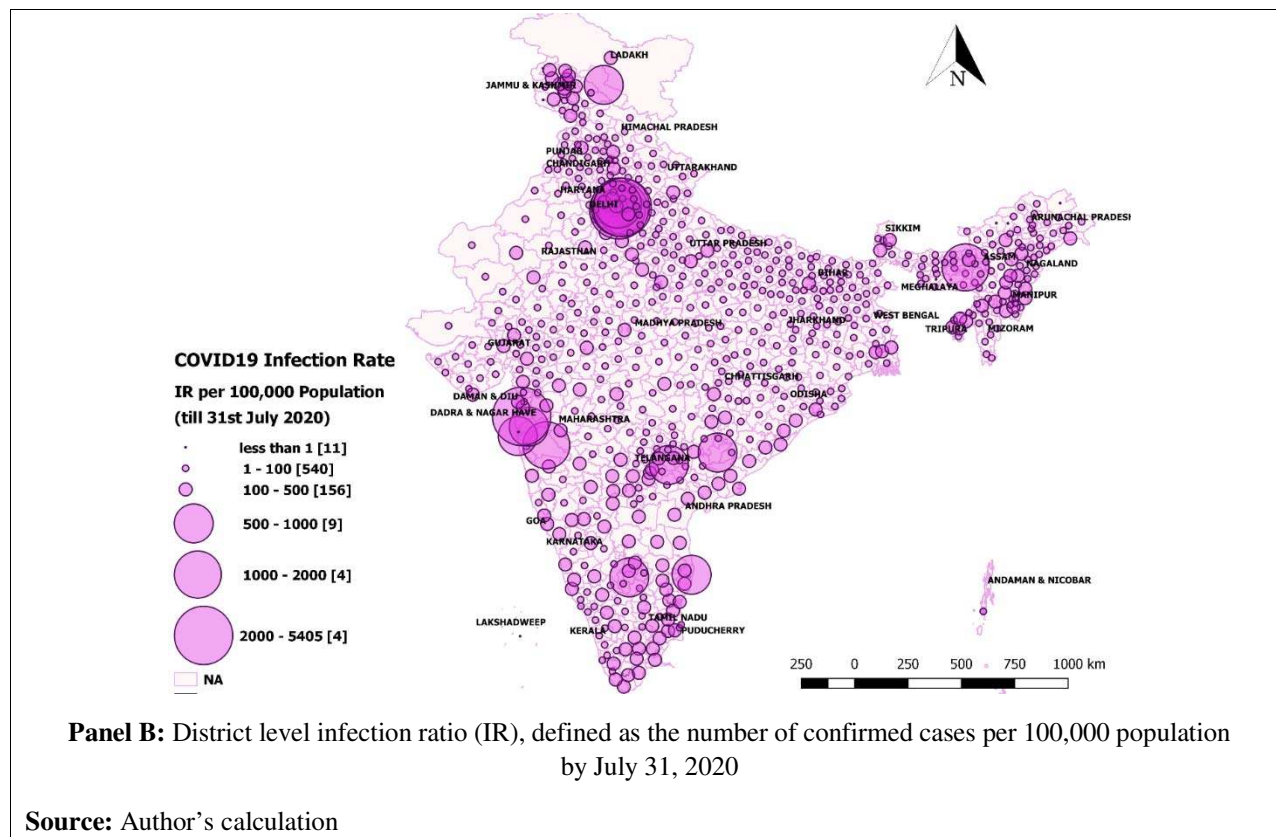 LADAKH
JAMMU & KASHMIR
N
HIMACHAL PRADESH
PUNJAB
CHANDIGARH
UTTARAKHAND
HARYANA
DELHI
ARUNACHAL PRADESH
SIKKIM
RAJASTHAN
UTTAR PRADESH
ASSAM
NAGALAND
BIHAR
MEGHALAYA
MANIPUR
MADHYA PRADESH
JHARKHAND
WEST BENGAL
TRIPURA
MIZORAM
GUJARAT
CHHATTISGARH
ODISHA
DAMAN & DIU
DADRA & NAGAR HAVE
MAHARASHTRA
TELANGANA
ANDHRA PRADESH
GOA
KARNATAKA
ANDAMAN & NICOBAR
LAKSHADWEEP
KERALA
TAMIL NADU
PUDUCHERRY
COVID19 Infection Rate
IR per 100,000 Population
(till 31st July 2020)
less than 1 [11]
1 - 100 [540]
100 - 500 [156]
500 - 1000 [9]
1000 - 2000 [4]
2000 - 5405 [4]
NA
250 0 250 500 750 1000 km
Panel B: District level infection ratio (IR), defined as the number of confirmed cases per 100,000 population
by July 31, 2020
Source: Author’s calculation